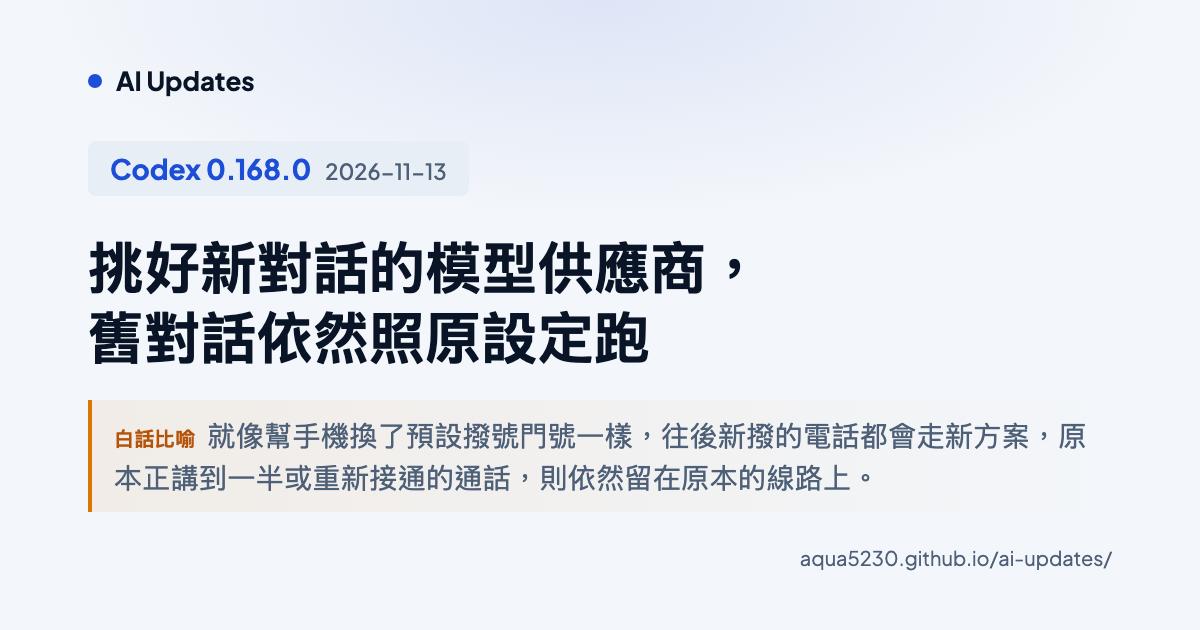 AI Updates
Codex 0.168.0 2026-11-13
挑好新對話的模型供應商，
舊對話依然照原設定跑
白話比喻 就像幫手機換了預設撥號門號一樣，往後新撥的電話都會走新方案，原
本正講到一半或重新接通的通話，則依然留在原本的線路上。
aqua5230.github.io/ai-updates/